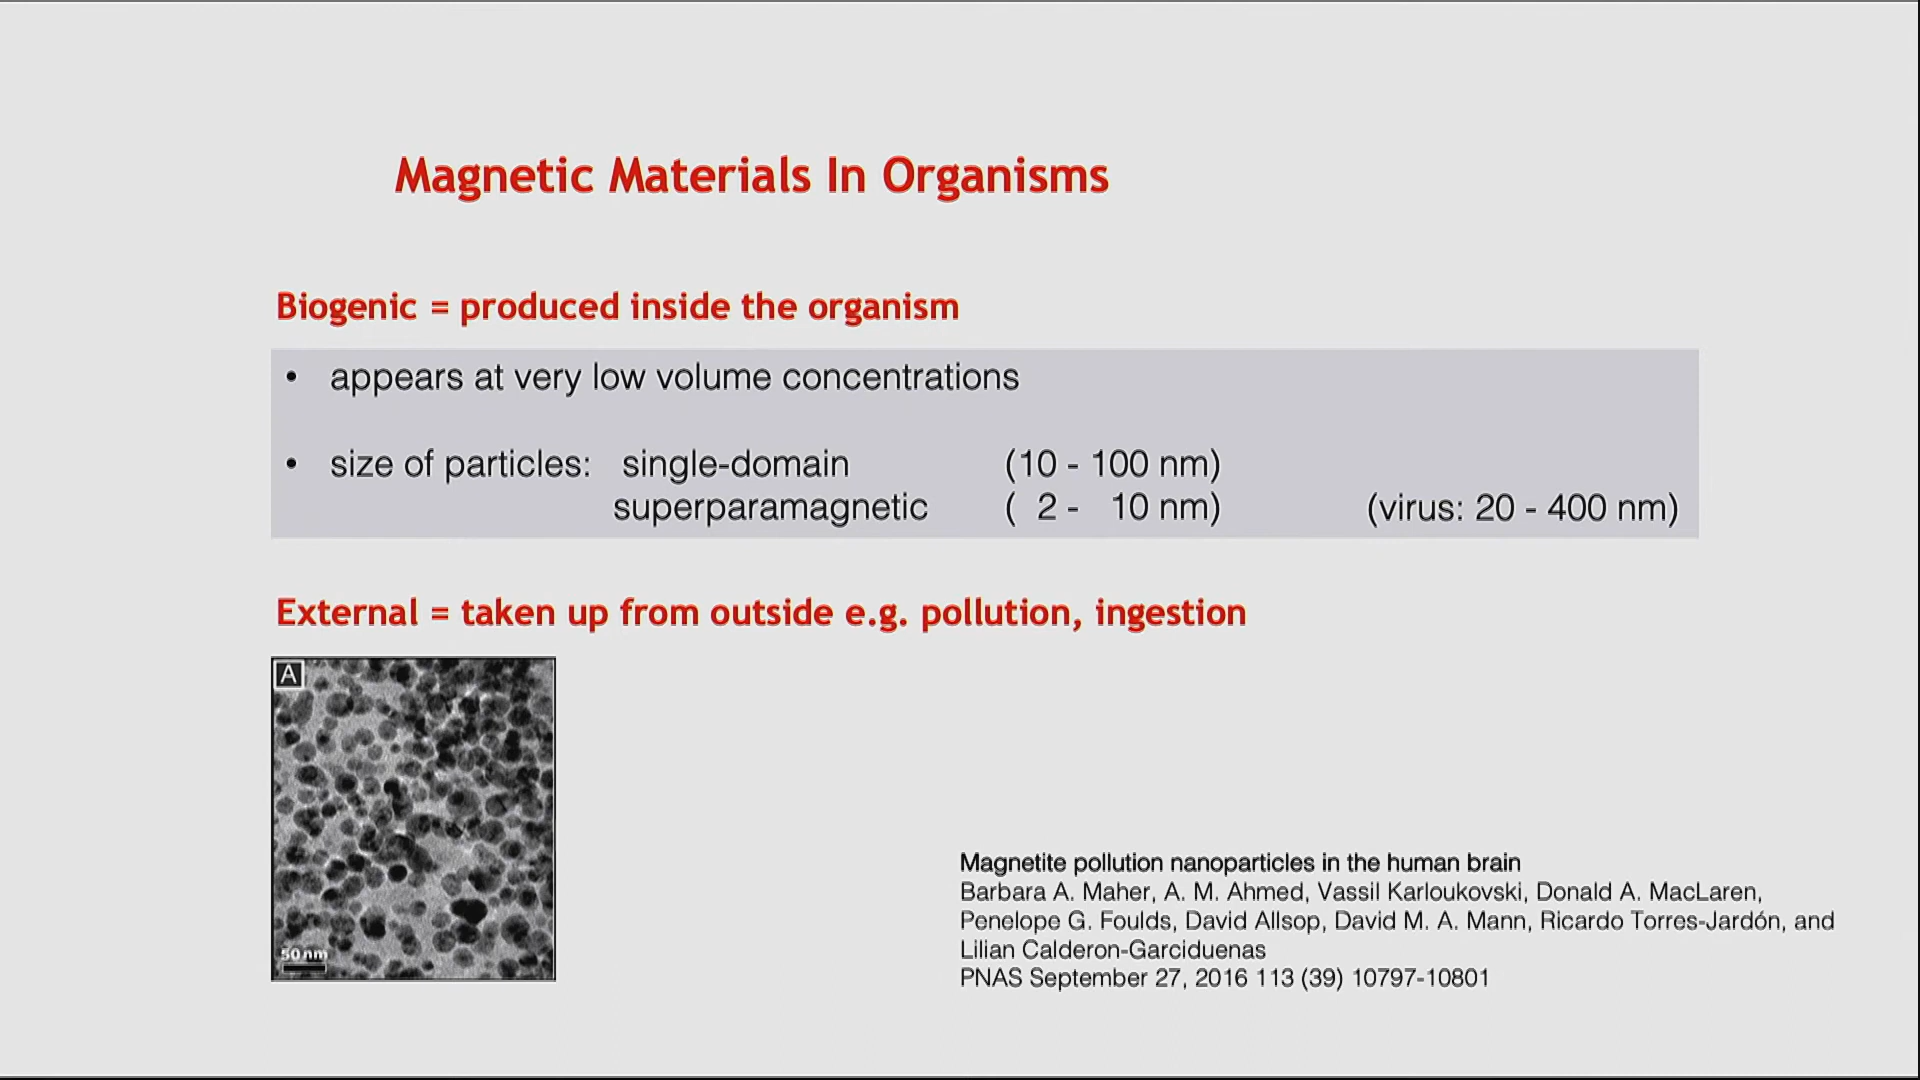 Magnetic Materials In Organisms
Biogenic = produced inside the organism
• appears at very low volume concentrations
• size of particles: single-domain (10 - 100 nm)
superparamagnetic ( 2 - 10 nm) (virus: 20 - 400 nm)
External = taken up from outside e.g. pollution, ingestion
A
50 nm
Magnetite pollution nanoparticles in the human brain
Barbara A. Maher, A. M. Ahmed, Vassil Karloukovski, Donald A. MacLaren,
Penelope G. Foulds, David Allsop, David M. A. Mann, Ricardo Torres-Jardón, and
Lilian Calderon-Garciduenas
PNAS September 27, 2016 113 (39) 10797-10801